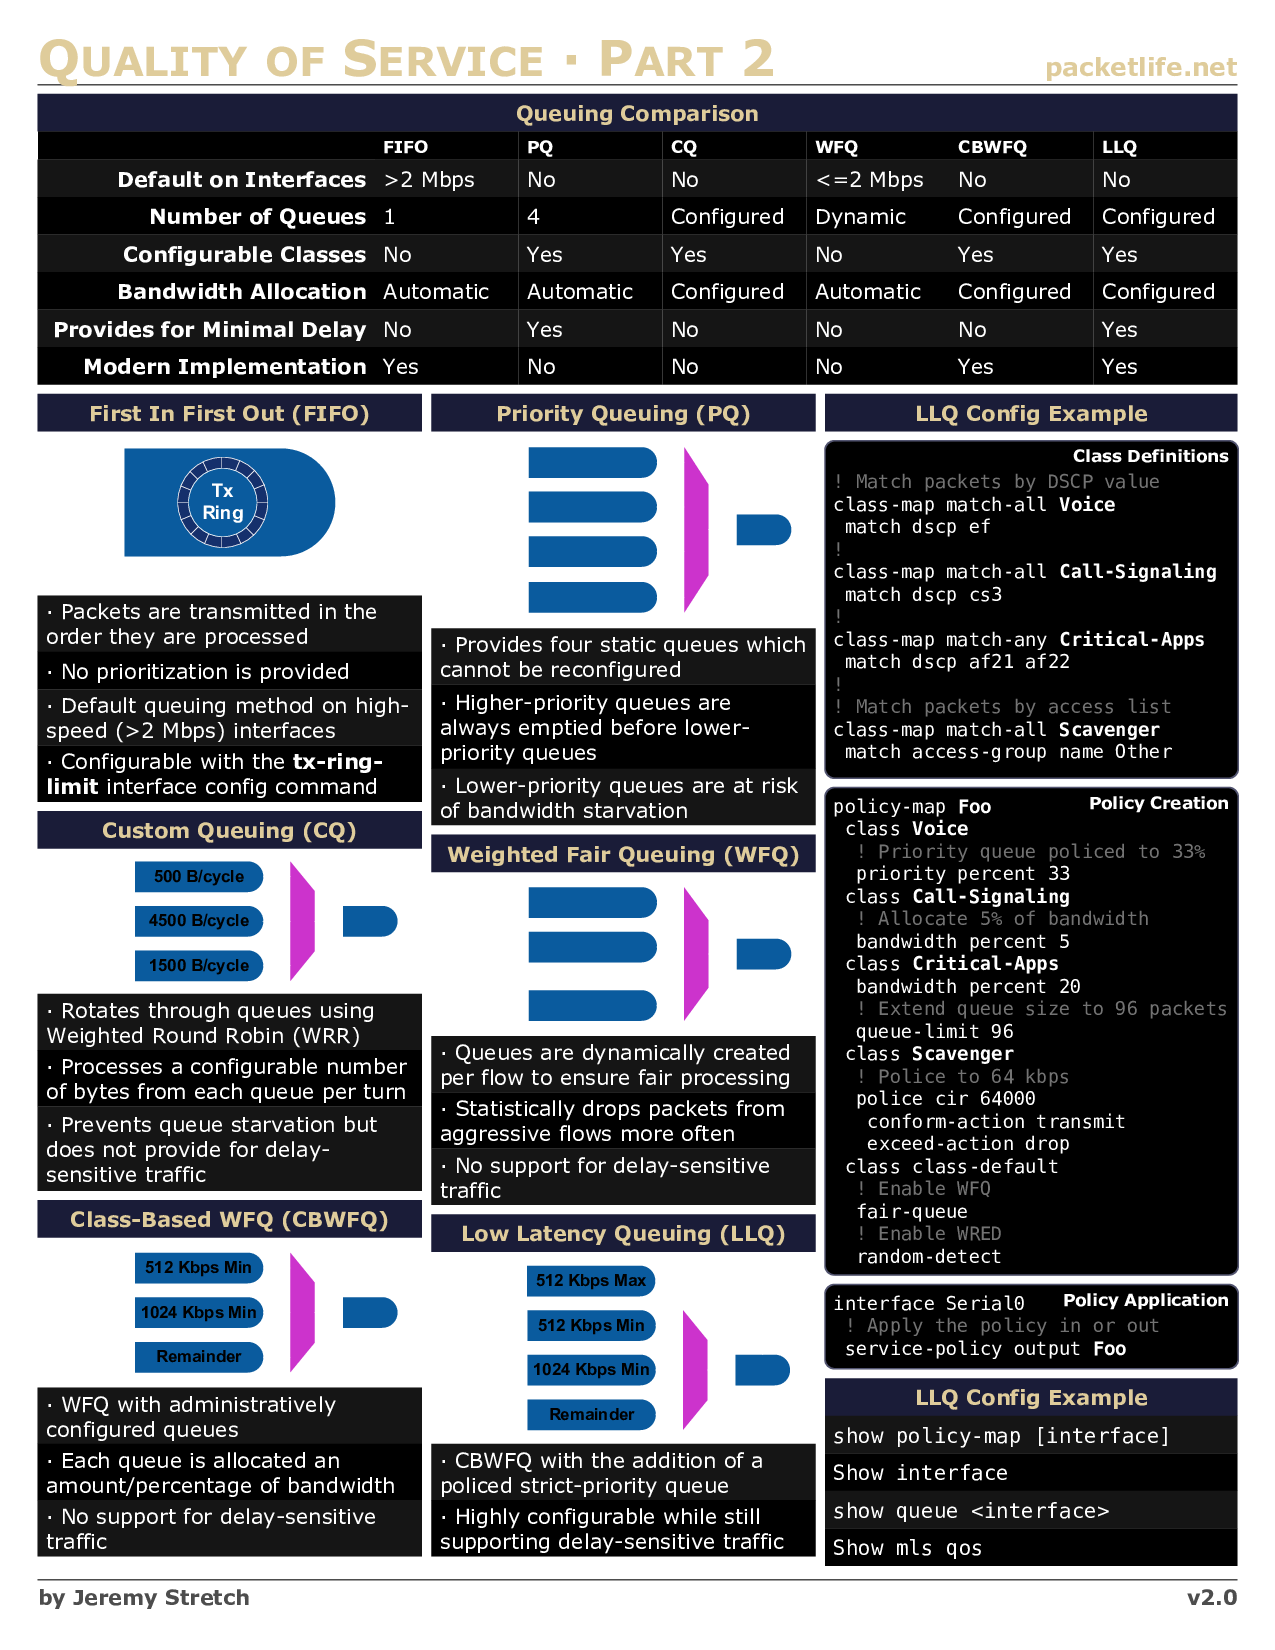 QUALITY OF SERVICE · PART 2
packetlife.net
Queuing Comparison
FIFO PQ CQ WFQ CBWFQ LLQ
Default on Interfaces >2 Mbps No No <=2 Mbps No No
Number of Queues 1 4 Configured Dynamic Configured Configured
Configurable Classes No Yes Yes No Yes Yes
Bandwidth Allocation Automatic Automatic Configured Automatic Configured Configured
Provides for Minimal Delay No Yes No No No Yes
Modern Implementation Yes No No No Yes Yes
First In First Out (FIFO)
Tx
Ring
· Packets are transmitted in the
order they are processed
· No prioritization is provided
· Default queuing method on high-
speed (>2 Mbps) interfaces
· Configurable with the tx-ring-
limit interface config command
Custom Queuing (CQ)
500 B/cycle
4500 B/cycle
1500 B/cycle
· Rotates through queues using
Weighted Round Robin (WRR)
· Processes a configurable number
of bytes from each queue per turn
· Prevents queue starvation but
does not provide for delay-
sensitive traffic
Class-Based WFQ (CBWFQ)
512 Kbps Min
1024 Kbps Min
Remainder
· WFQ with administratively
configured queues
· Each queue is allocated an
amount/percentage of bandwidth
· No support for delay-sensitive
traffic
Priority Queuing (PQ)
· Provides four static queues which
cannot be reconfigured
· Higher-priority queues are
always emptied before lower-
priority queues
· Lower-priority queues are at risk
of bandwidth starvation
Weighted Fair Queuing (WFQ)
· Queues are dynamically created
per flow to ensure fair processing
· Statistically drops packets from
aggressive flows more often
· No support for delay-sensitive
traffic
Low Latency Queuing (LLQ)
512 Kbps Max
512 Kbps Min
1024 Kbps Min
Remainder
· CBWFQ with the addition of a
policed strict-priority queue
· Highly configurable while still
supporting delay-sensitive traffic
LLQ Config Example
Class Definitions
! Match packets by DSCP value
class-map match-all Voice
match dscp ef
!
class-map match-all Call-Signaling
match dscp cs3
!
class-map match-any Critical-Apps
match dscp af21 af22
!
! Match packets by access list
class-map match-all Scavenger
match access-group name Other
policy-map Foo Policy Creation
class Voice
! Priority queue policed to 33%
priority percent 33
class Call-Signaling
! Allocate 5% of bandwidth
bandwidth percent 5
class Critical-Apps
bandwidth percent 20
! Extend queue size to 96 packets
queue-limit 96
class Scavenger
! Police to 64 kbps
police cir 64000
conform-action transmit
exceed-action drop
class class-default
! Enable WFQ
fair-queue
! Enable WRED
random-detect
interface Serial0 Policy Application
! Apply the policy in or out
service-policy output Foo
LLQ Config Example
show policy-map [interface]
Show interface
show queue <interface>
Show mls qos
by Jeremy Stretch
v2.0